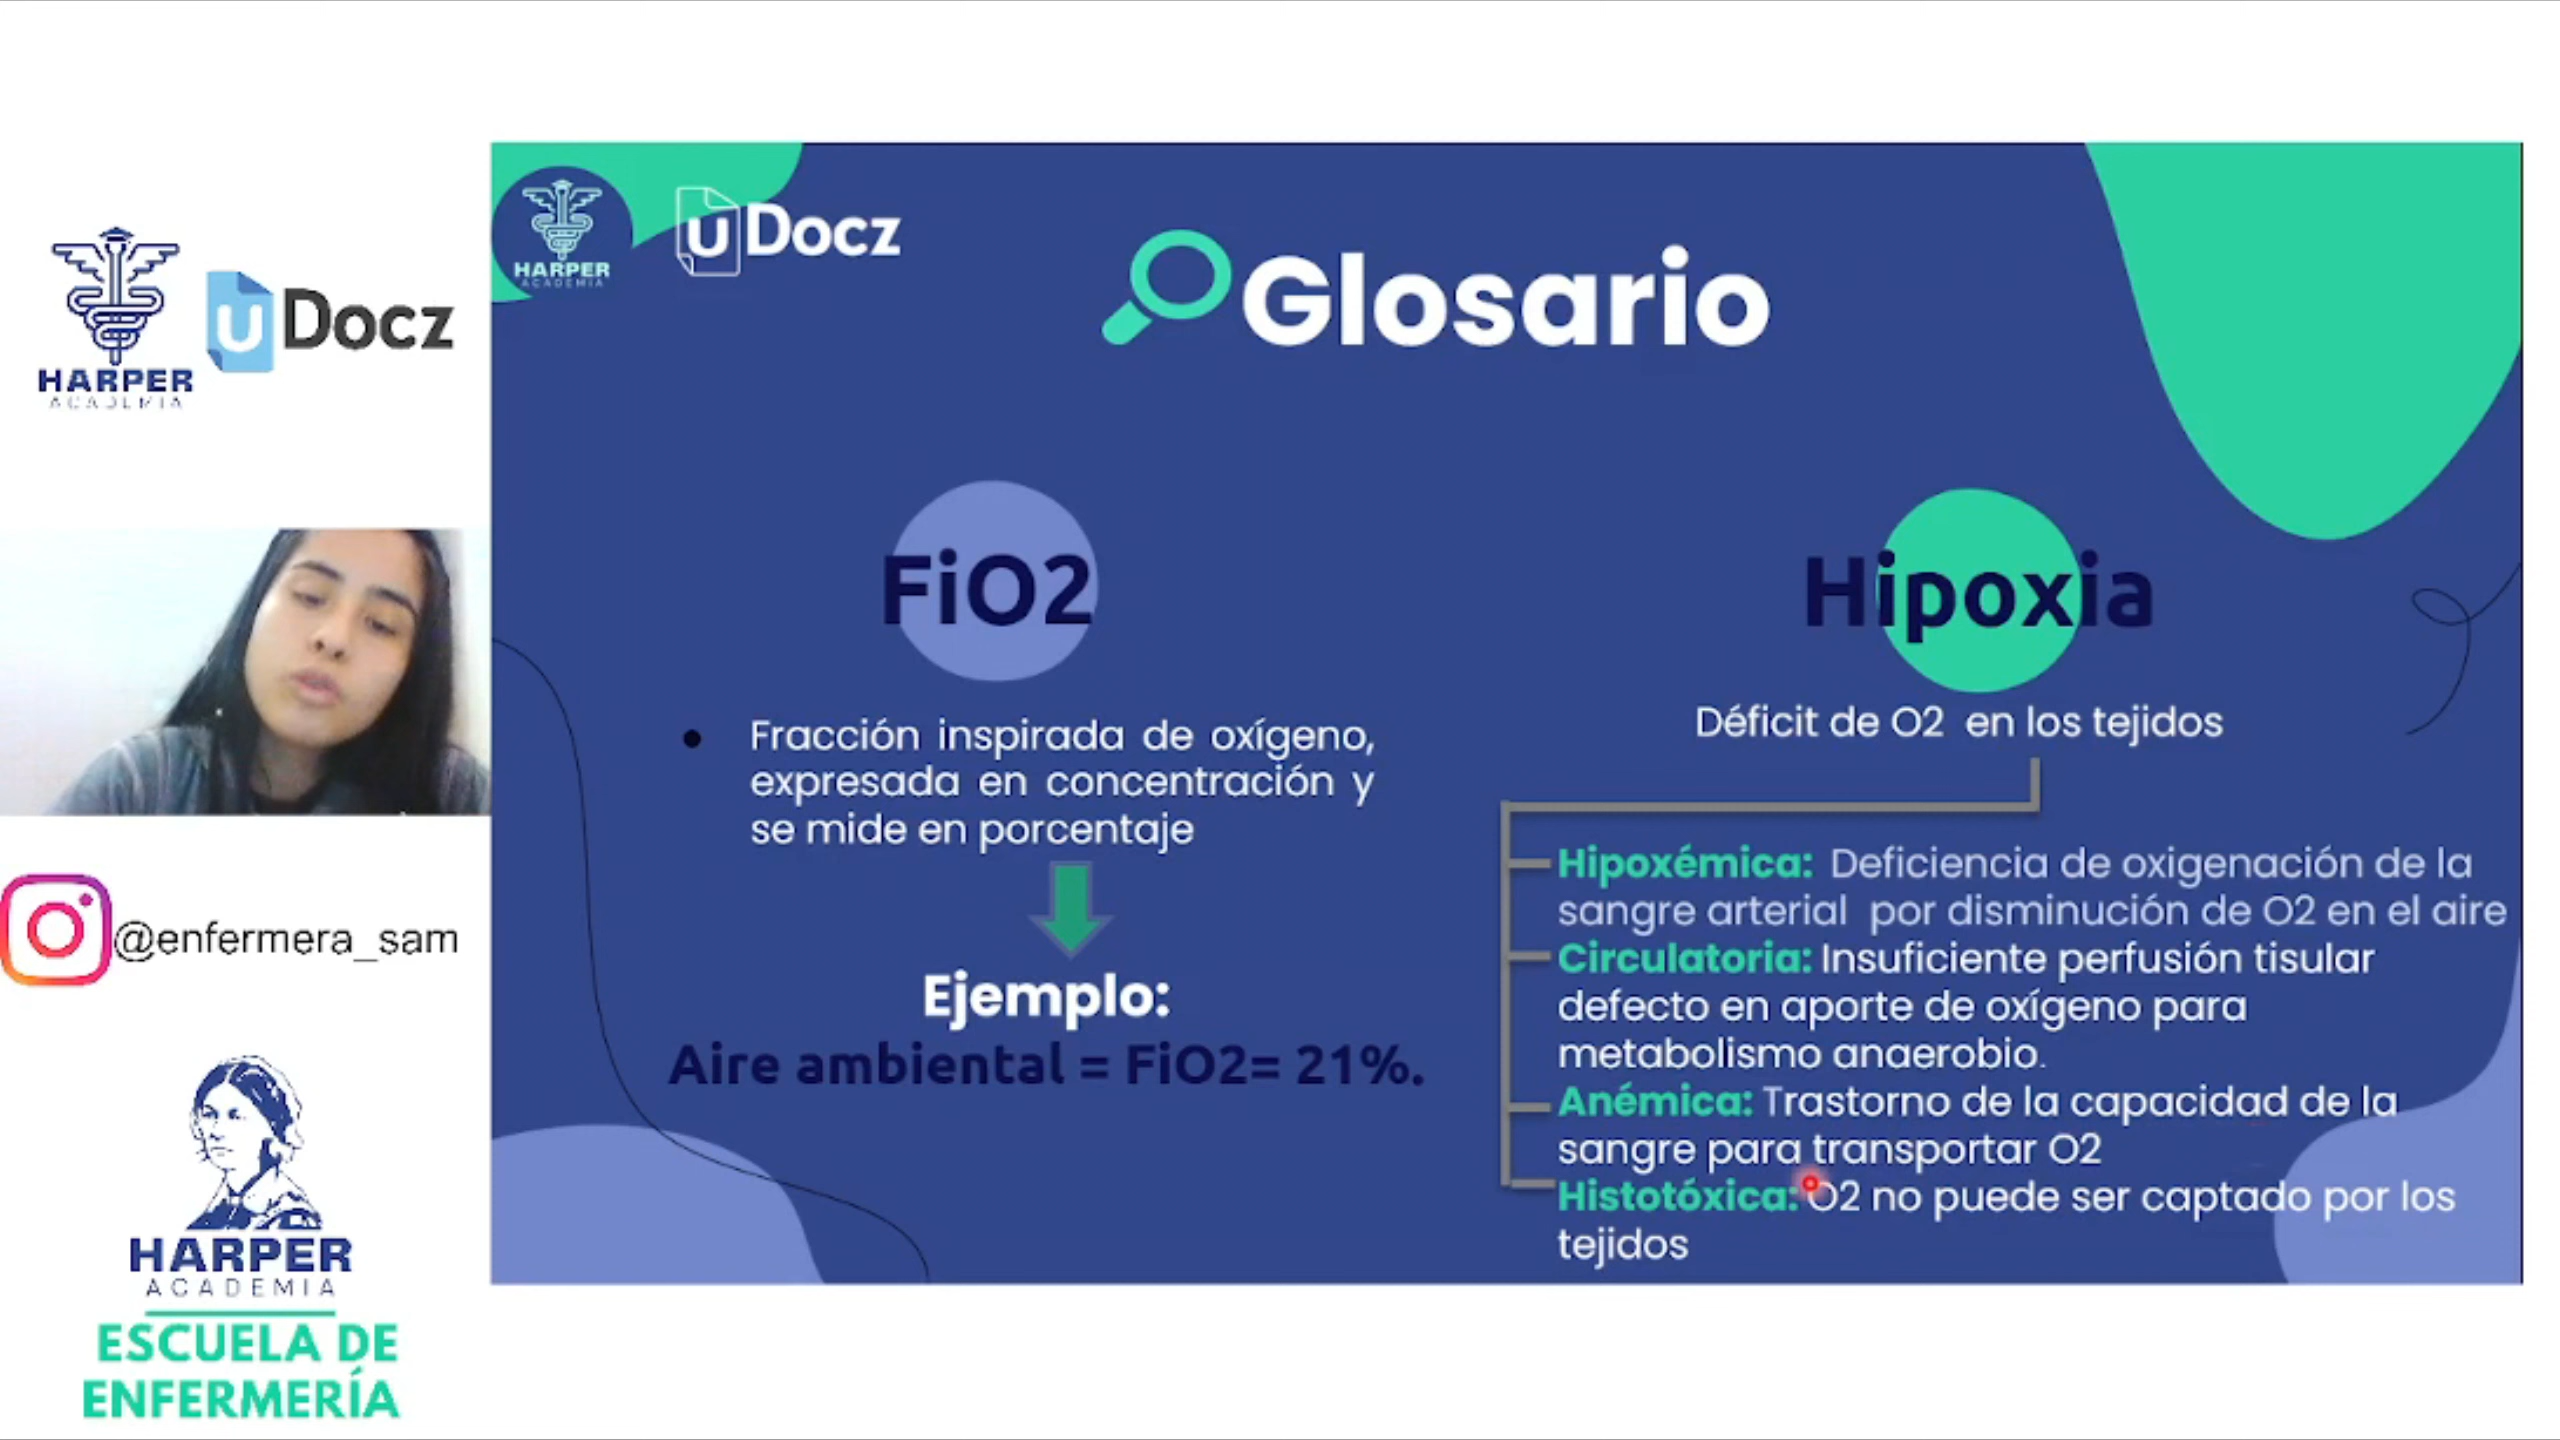 HARPER
ACADEMIA
uDocz
@enfermera_sam
HARPER
ACADEMIA
ESCUELA DE
ENFERMERÍA
HARPER
ACADEMIA
uDocz
Glosario
FiO2
Fracción inspirada de oxígeno,
expresada en concentración y
se mide en porcentaje
Ejemplo:
Aire ambiental = FiO2= 21%.
Hipoxia
Déficit de O2 en los tejidos
Hipoxémica: Deficiencia de oxigenación de la
sangre arterial por disminución de O2 en el aire
Circulatoria: Insuficiente perfusión tisular
defecto en aporte de oxígeno para
metabolismo anaerobio.
Anémica: Trastorno de la capacidad de la
sangre para transportar O2
Histotóxica: O2 no puede ser captado por los
tejidos